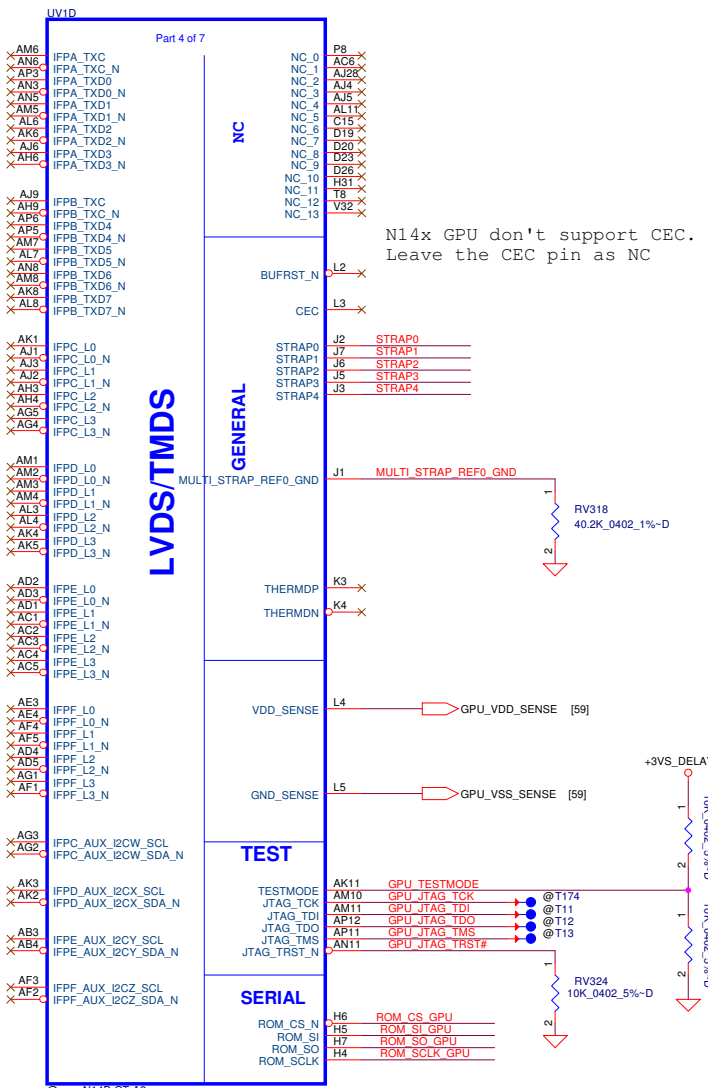 UV1D
Part 4 of 7
AM6 IFPA_TXC
AN6 IFPA_TXC_N
AP3 IFPA_TXD0
AN3 IFPA_TXD0_N
AN5 IFPA_TXD1
AM5 IFPA_TXD1_N
AL6 IFPA_TXD2
AK6 IFPA_TXD2_N
AJ6 IFPA_TXD3
AH6 IFPA_TXD3_N
AJ9 IFPB_TXC
AH9 IFPB_TXC_N
AP6 IFPB_TXD4
AP5 IFPB_TXD4_N
AM7 IFPB_TXD5
AL7 IFPB_TXD5_N
AN8 IFPB_TXD6
AM8 IFPB_TXD6_N
AK8 IFPB_TXD7
AL8 IFPB_TXD7_N
AK1 IFPC_L0
AJ1 IFPC_L0_N
AJ3 IFPC_L1
AJ2 IFPC_L1_N
AH3 IFPC_L2
AH4 IFPC_L2_N
AG5 IFPC_L3
AG4 IFPC_L3_N
AM1 IFPD_L0
AM2 IFPD_L0_N
AM3 IFPD_L1
AM4 IFPD_L1_N
AL3 IFPD_L2
AL4 IFPD_L2_N
AK4 IFPD_L3
AK5 IFPD_L3_N
AD2 IFPE_L0
AD3 IFPE_L0_N
AD1 IFPE_L1
AC1 IFPE_L1_N
AC2 IFPE_L2
AC3 IFPE_L2_N
AC4 IFPE_L3
AC5 IFPE_L3_N
AE3 IFPF_L0
AE4 IFPF_L0_N
AF4 IFPF_L1
AF5 IFPF_L1_N
AD4 IFPF_L2
AD5 IFPF_L2_N
AG1 IFPF_L3
AF1 IFPF_L3_N
AG3 IFPC_AUX_I2CW_SCL
AG2 IFPC_AUX_I2CW_SDA_N
AK3 IFPD_AUX_I2CX_SCL
AK2 IFPD_AUX_I2CX_SDA_N
AB3 IFPE_AUX_I2CY_SCL
AB4 IFPE_AUX_I2CY_SDA_N
AF3 IFPF_AUX_I2CZ_SCL
AF2 IFPF_AUX_I2CZ_SDA_N
LVDS/TMDS
NC
NC_0 P8
NC_1 AC6
NC_2 AJ28
NC_3 AJ4
NC_4 AJ5
NC_5 AL11
NC_6 C15
NC_7 D19
NC_8 D20
NC_9 D23
NC_10 D26
NC_11 H31
NC_12 T8
NC_13 V32
N14x GPU don't support CEC.
Leave the CEC pin as NC
GENERAL
BUFRST_N L2
CEC L3
STRAP0 J2 STRAP0
STRAP1 J7 STRAP1
STRAP2 J6 STRAP2
STRAP3 J5 STRAP3
STRAP4 J3 STRAP4
MULTI_STRAP_REF0_GND J1 MULTI_STRAP_REF0_GND
1
RV318
40.2K_0402_1%~D
2
THERMDP K3
THERMDN K4
VDD_SENSE L4 GPU_VDD_SENSE [59]
GND_SENSE L5 GPU_VSS_SENSE [59]
+3VS_DELAY
1
10K_0402_5%~D
2
TEST
TESTMODE AK11 GPU_TESTMODE
JTAG_TCK AM10 GPU_JTAG_TCK @T174
JTAG_TDI AM11 GPU_JTAG_TDI @T11
JTAG_TDO AP12 GPU_JTAG_TDO @T12
JTAG_TMS AP11 GPU_JTAG_TMS @T13
JTAG_TRST_N AN11 GPU_JTAG_TRST#
1
10K_0402_5%~D
2
1
RV324
10K_0402_5%~D
2
SERIAL
ROM_CS_N H6 ROM_CS_GPU
ROM_SI H5 ROM_SI_GPU
ROM_SO H7 ROM_SO_GPU
ROM_SCLK H4 ROM_SCLK_GPU